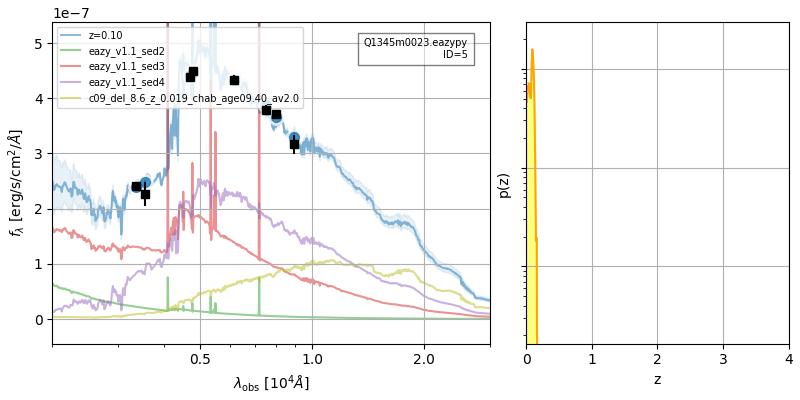 1e−7
z=0.10
eazy_v1.1_sed2
eazy_v1.1_sed3
eazy_v1.1_sed4
c09_del_8.6_z_0.019_chab_age09.40_av2.0
Q1345m0023.eazypy
ID=5
5
4
3
2
1
0
f_λ [erg/s/cm²/Å]
0.5
1.0
2.0
λ_obs [10⁴Å]
p(z)
0
1
2
3
4
z